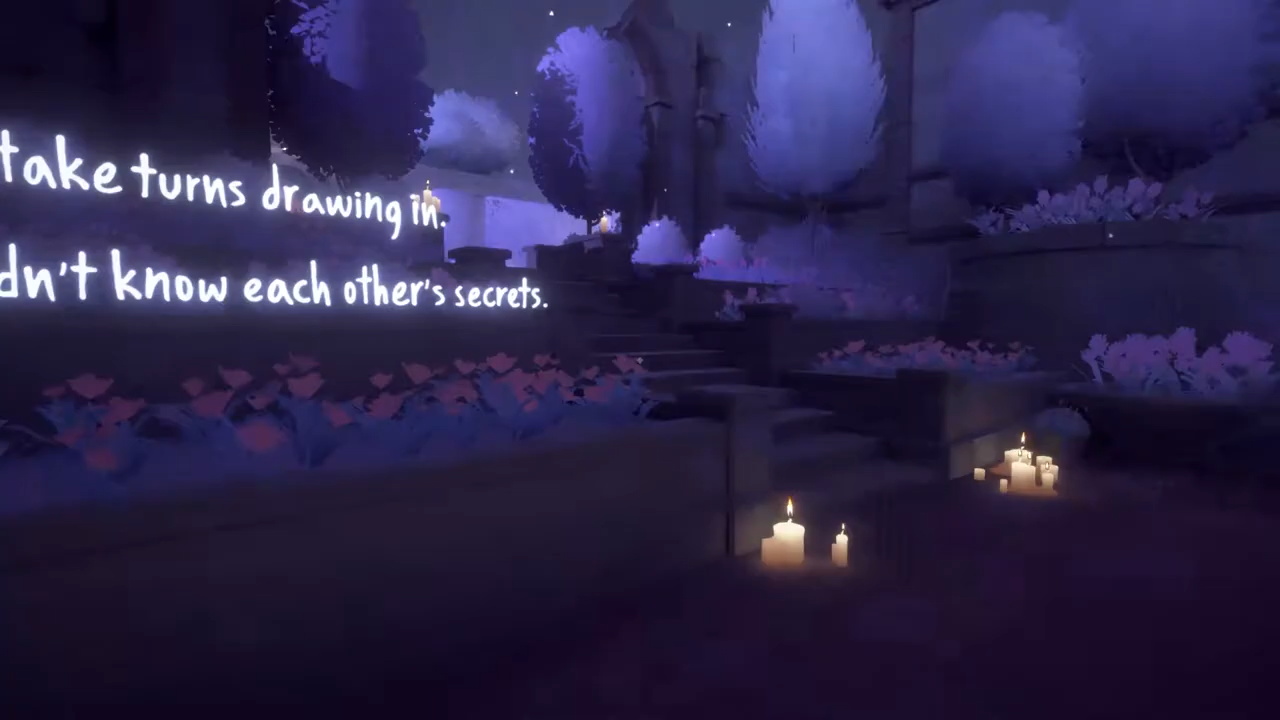 take turns drawing in.
dn't know each other's secrets.